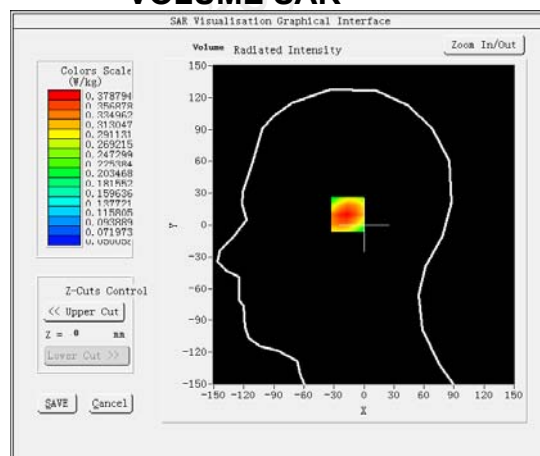 VOLUME SAR
SAR Visualisation Graphical Interface
Volume Radiated Intensity
Zoom In/Out
Colors Scale
(W/kg)
0.378794
0.356878
0.334962
0.313047
0.291131
0.269215
0.247299
0.225384
0.203468
0.181552
0.159636
0.137721
0.115805
0.093889
0.071973
0.050052
Z-Cuts Control
<< Upper Cut
Z = 0 mm
Lower Cut >>
SAVE
Cancel
150-
120-
90-
60-
30-
0-
-30-
-60-
-90-
-120-
-150-
Y
-150 -120 -90 -60 -30 0 30 60 90 120 150
X